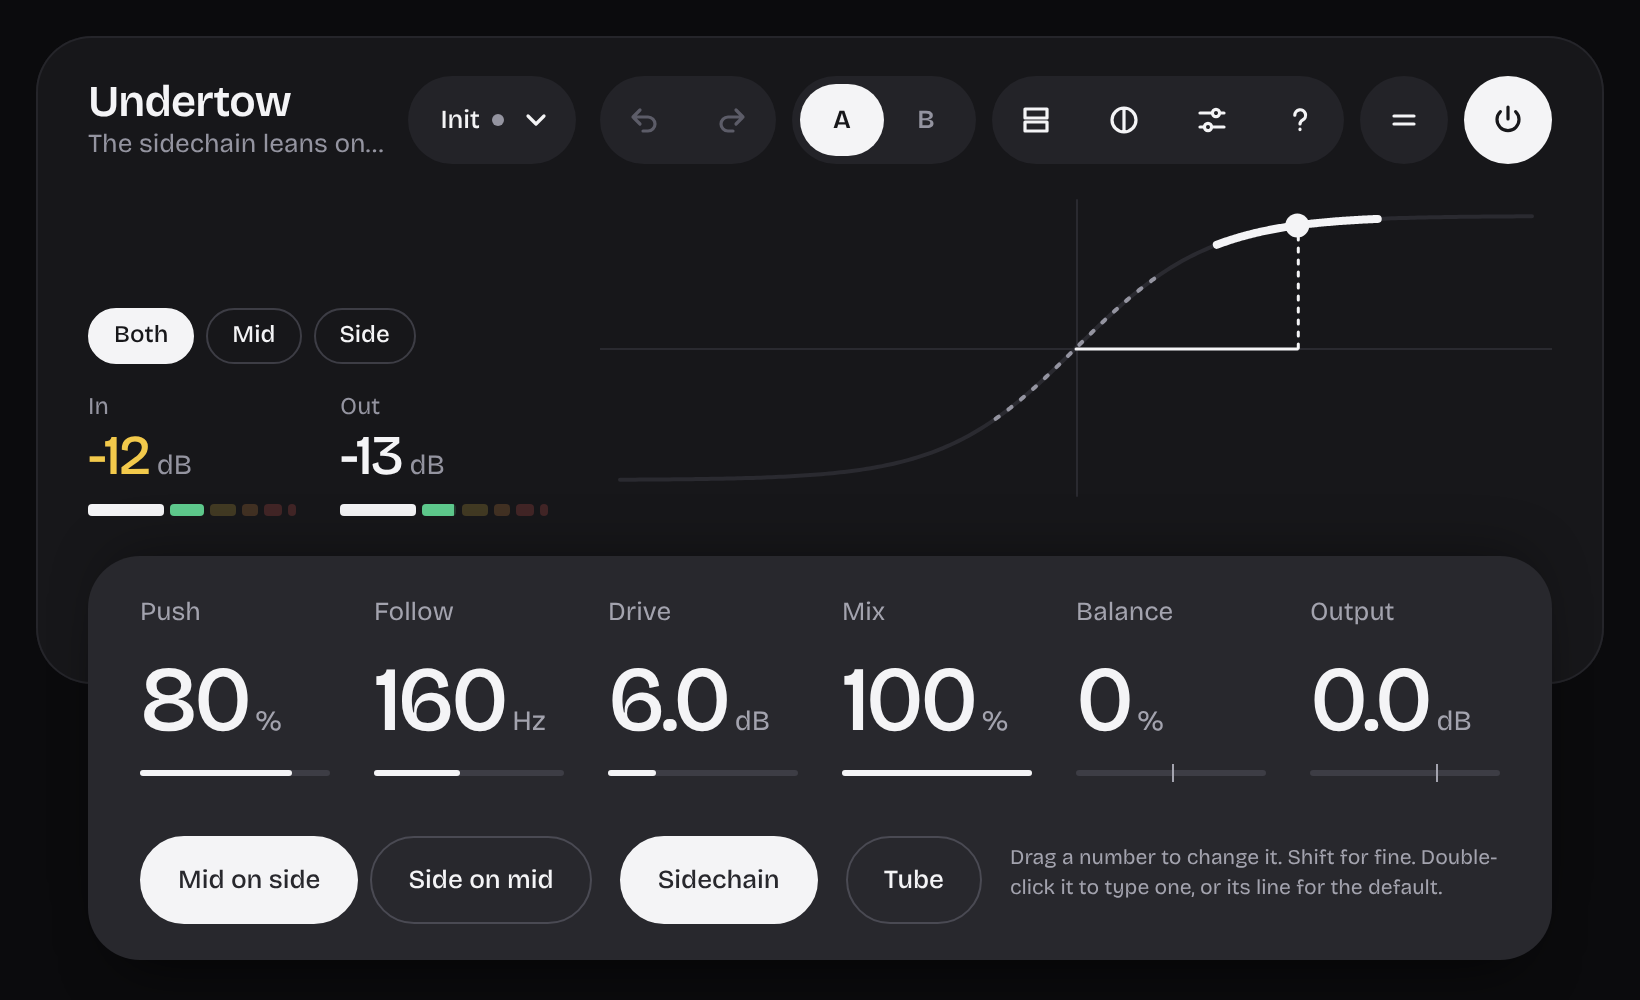 Undertow
The sidechain leans on...
Init
A
B
?
Both
Mid
Side
In
Out
-12 dB
-13 dB
Push
Follow
Drive
Mix
Balance
Output
80 %
160 Hz
6.0 dB
100 %
0 %
0.0 dB
Mid on side
Side on mid
Sidechain
Tube
Drag a number to change it. Shift for fine. Double-
click it to type one, or its line for the default.